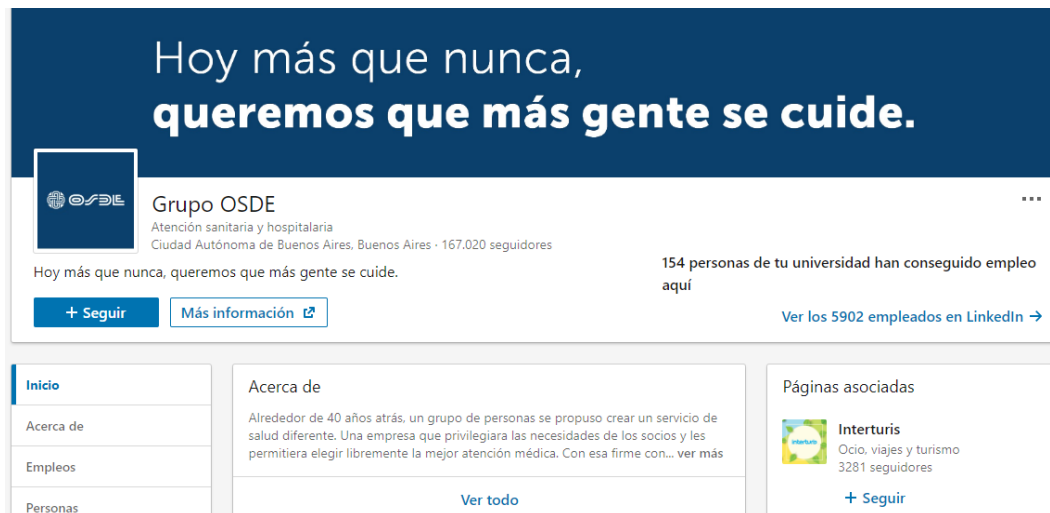 Hoy más que nunca,
queremos que más gente se cuide.
OSDE
Grupo OSDE
...
Atención sanitaria y hospitalaria
Ciudad Autónoma de Buenos Aires, Buenos Aires · 167.020 seguidores
Hoy más que nunca, queremos que más gente se cuide.
154 personas de tu universidad han conseguido empleo
aquí
+ Seguir
Más información
Ver los 5902 empleados en LinkedIn →
Inicio
Acerca de
Empleos
Personas
Acerca de
Alrededor de 40 años atrás, un grupo de personas se propuso crear un servicio de
salud diferente. Una empresa que privilegiara las necesidades de los socios y les
permitiera elegir libremente la mejor atención médica. Con esa firme con... ver más
Ver todo
Páginas asociadas
interturis
Interturis
Ocio, viajes y turismo
3281 seguidores
+ Seguir